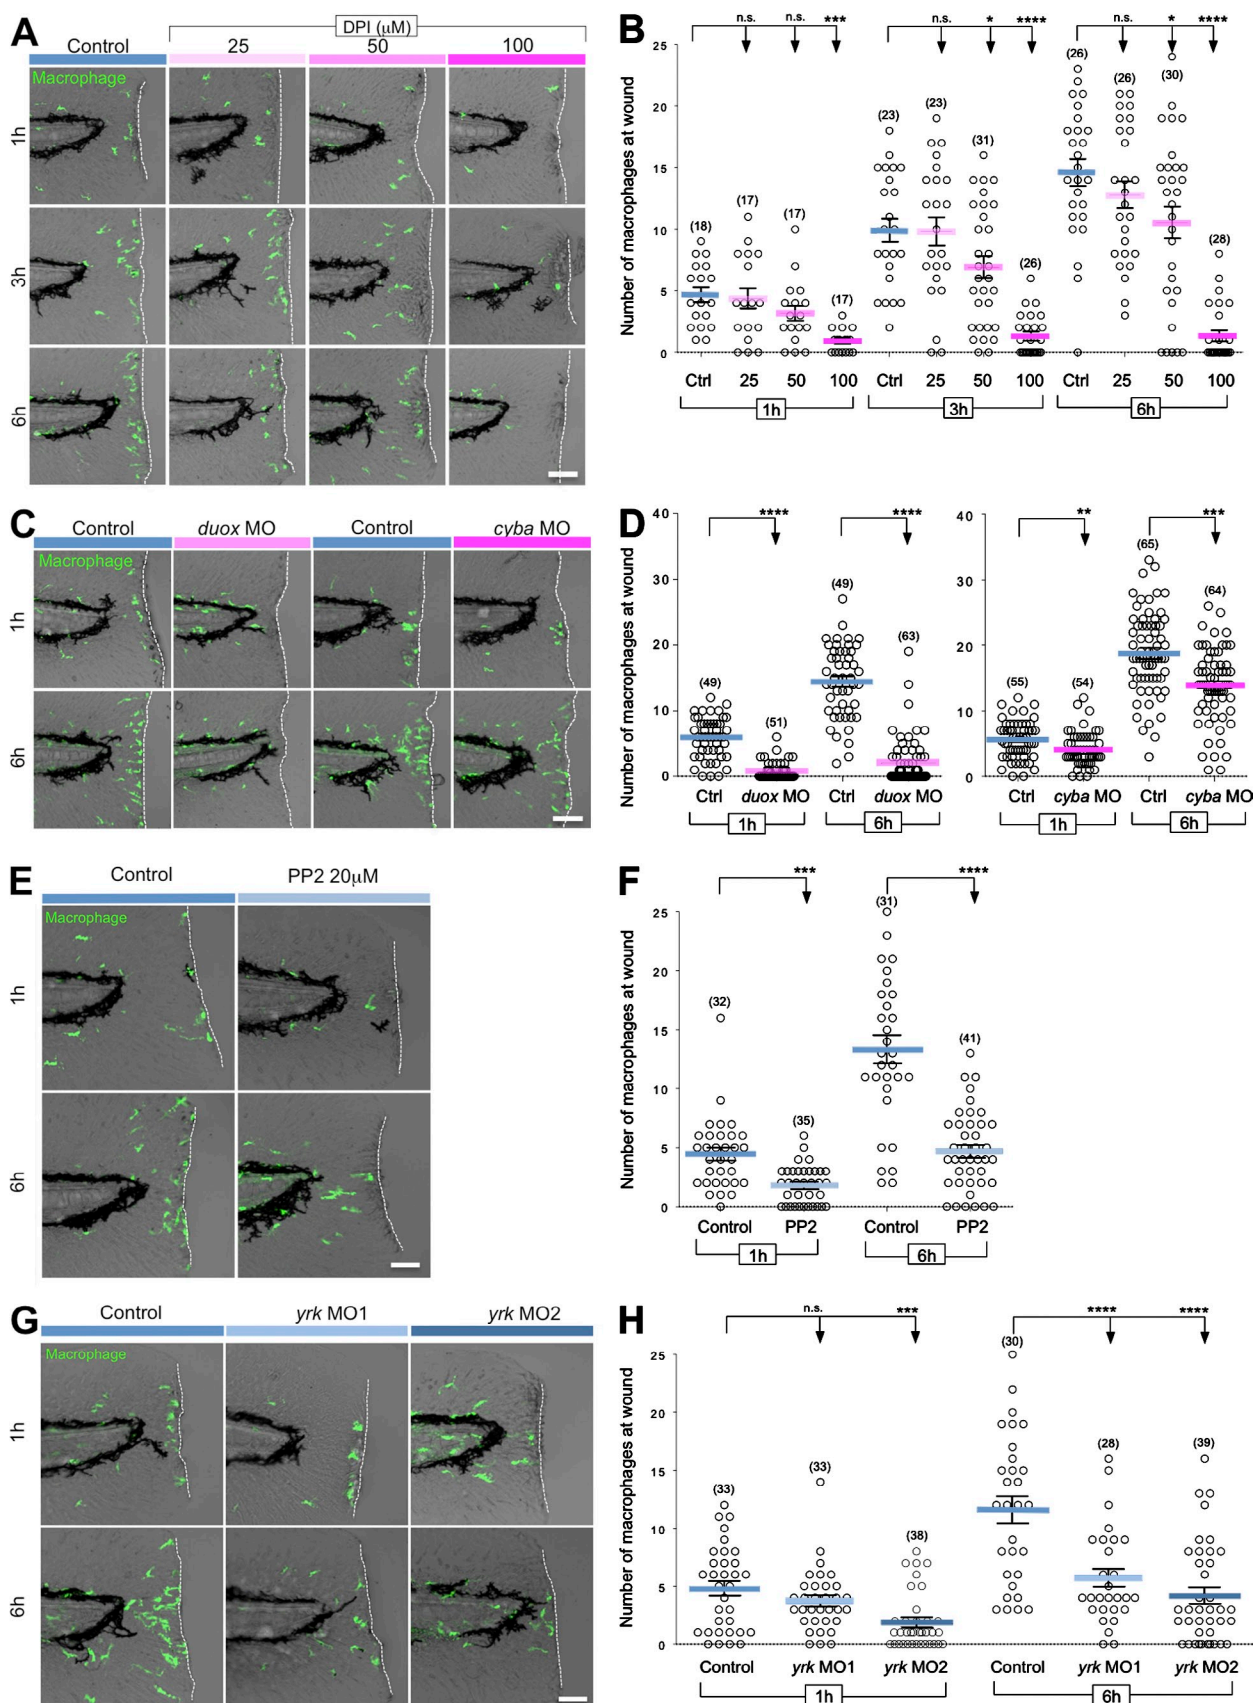 A
DPI (µM)
Control 25 50 100
Macrophage
1h
3h
6h
B
n.s. n.s. *** n.s. * **** n.s. * ****
Number of macrophages at wound
25
20
15
10
5
0
(18) (17) (17) (17) (23) (23) (31) (26) (26) (26) (30) (28)
Ctrl 25 50 100 Ctrl 25 50 100 Ctrl 25 50 100
1h 3h 6h
C
Control duox MO Control cyba MO
Macrophage
1h
6h
D
**** **** ** ***
Number of macrophages at wound
40
30
20
10
0
(49) (51) (49) (63)
Ctrl duox MO Ctrl duox MO
1h 6h
40
30
20
10
0
(55) (54) (65) (64)
Ctrl cyba MO Ctrl cyba MO
1h 6h
E
Control PP2 20µM
Macrophage
1h
6h
F
*** ****
Number of macrophages at wound
25
20
15
10
5
0
(32) (35) (31) (41)
Control PP2 Control PP2
1h 6h
G
Control yrk MO1 yrk MO2
Macrophage
1h
6h
H
n.s. *** **** ****
Number of macrophages at wound
25
20
15
10
5
0
(33) (33) (38) (30) (28) (39)
Control yrk MO1 yrk MO2 Control yrk MO1 yrk MO2
1h 6h